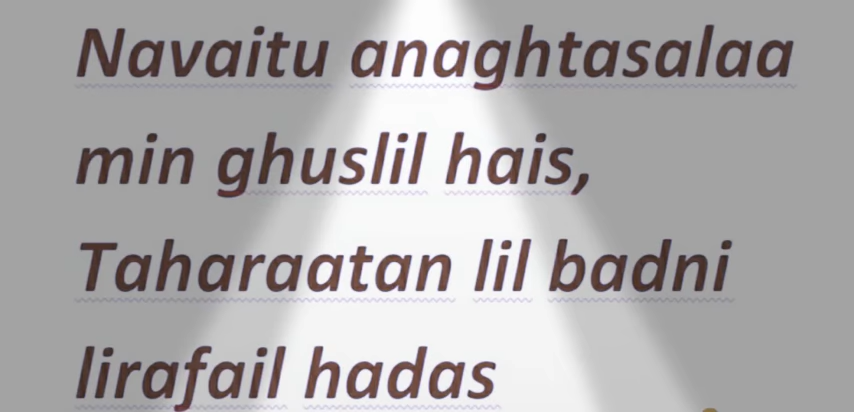 Navaitu anaghtasalaa
min ghuslil hais,
Taharaatan lil badni
lirafail hadas